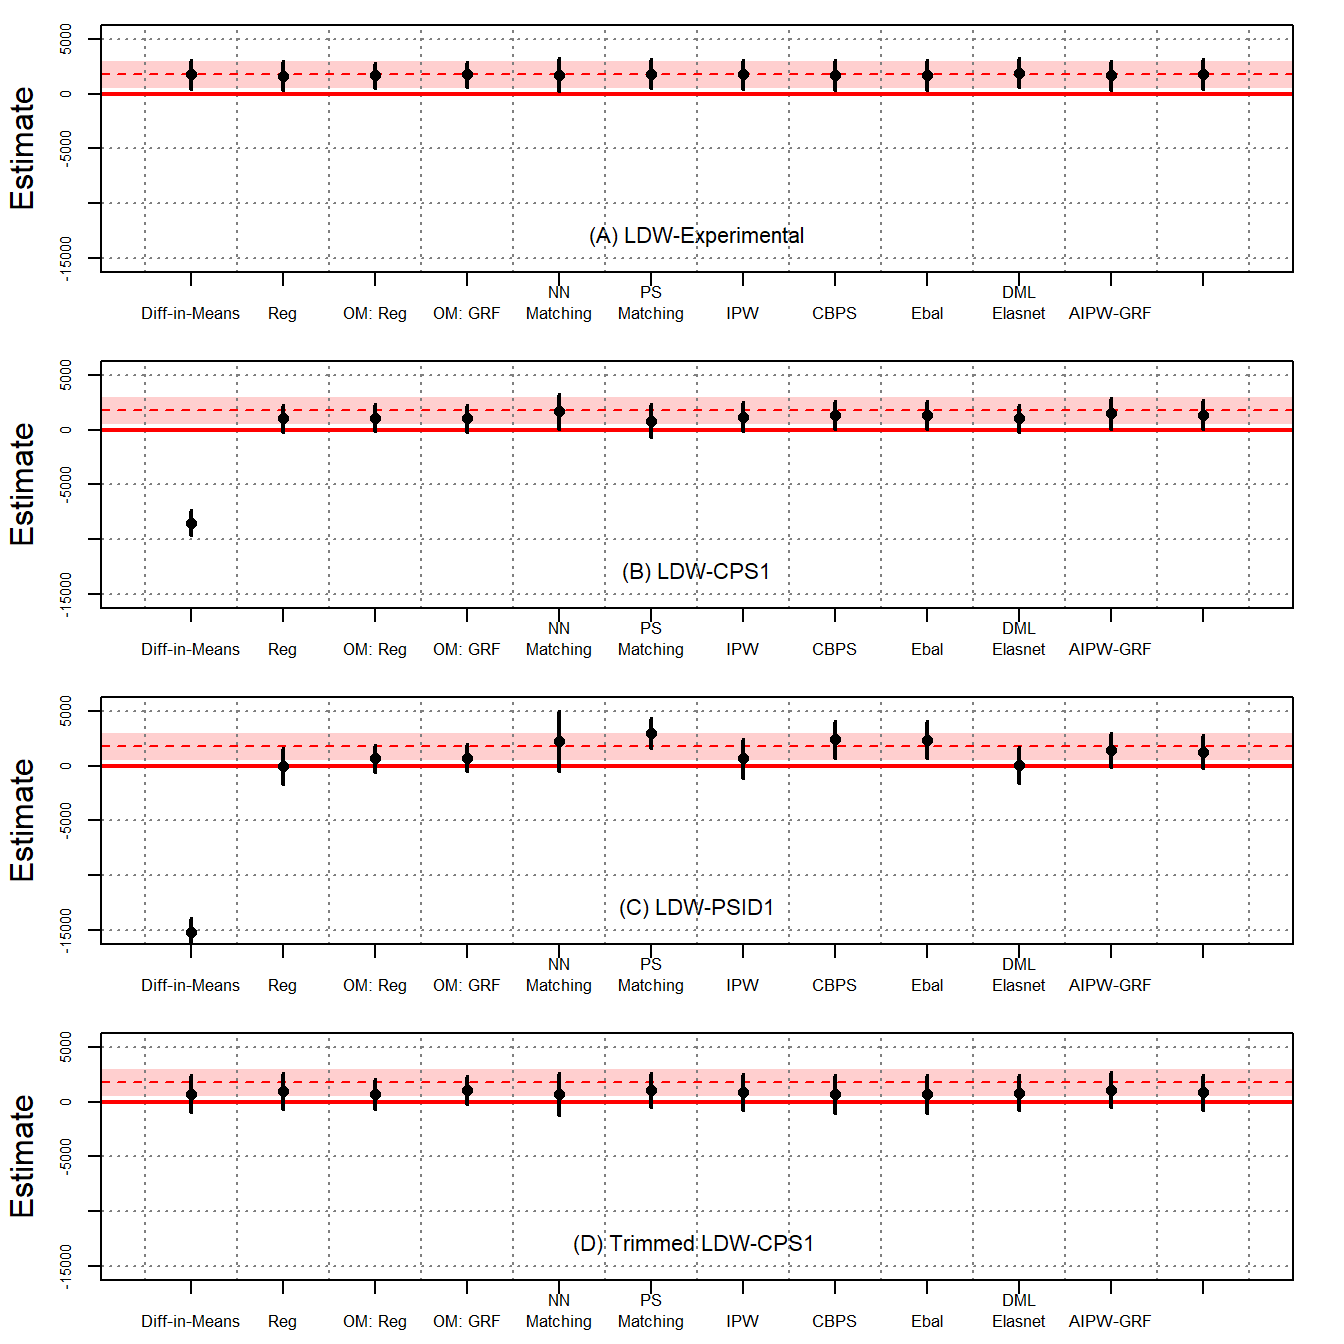 Estimate
5000
0
-5000
-15000
(A) LDW-Experimental
NN PS DML
Diff-in-Means Reg OM: Reg OM: GRF Matching Matching IPW CBPS Ebal Elasnet AIPW-GRF
Estimate
5000
0
-5000
-15000
(B) LDW-CPS1
NN PS DML
Diff-in-Means Reg OM: Reg OM: GRF Matching Matching IPW CBPS Ebal Elasnet AIPW-GRF
Estimate
5000
0
-5000
-15000
(C) LDW-PSID1
NN PS DML
Diff-in-Means Reg OM: Reg OM: GRF Matching Matching IPW CBPS Ebal Elasnet AIPW-GRF
Estimate
5000
0
-5000
-15000
(D) Trimmed LDW-CPS1
NN PS DML
Diff-in-Means Reg OM: Reg OM: GRF Matching Matching IPW CBPS Ebal Elasnet AIPW-GRF